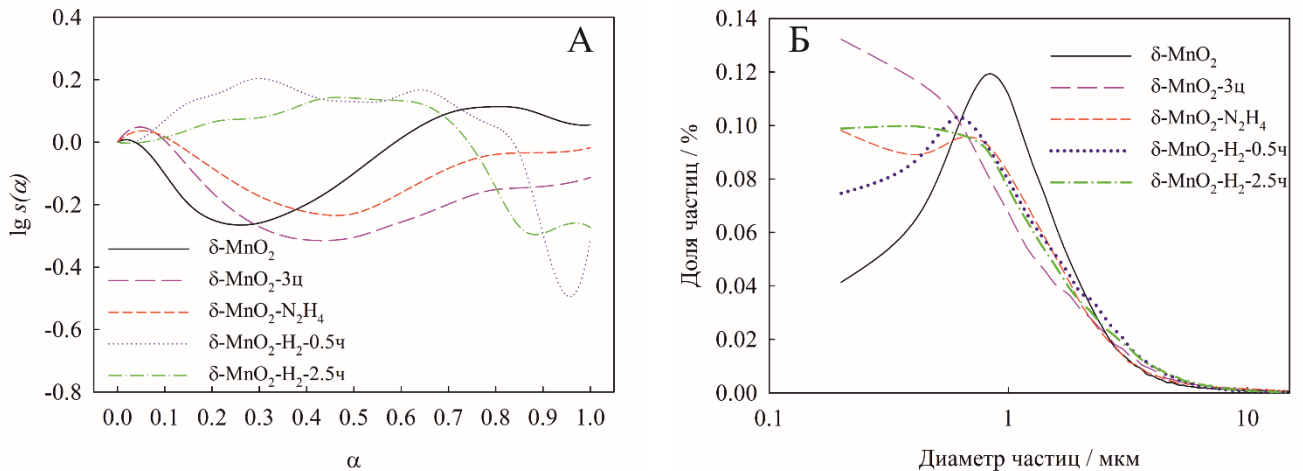 А
0.4
0.2
0.0
-0.2
-0.4
-0.6
-0.8
lg s(α)
δ-MnO₂
δ-MnO₂-3ц
δ-MnO₂-N₂H₄
δ-MnO₂-H₂-0.5ч
δ-MnO₂-H₂-2.5ч
0.0 0.1 0.2 0.3 0.4 0.5 0.6 0.7 0.8 0.9 1.0
α
Б
0.14
0.12
0.10
0.08
0.06
0.04
0.02
0.00
Доля частиц / %
δ-MnO₂
δ-MnO₂-3ц
δ-MnO₂-N₂H₄
δ-MnO₂-H₂-0.5ч
δ-MnO₂-H₂-2.5ч
0.1 1 10
Диаметр частиц / мкм